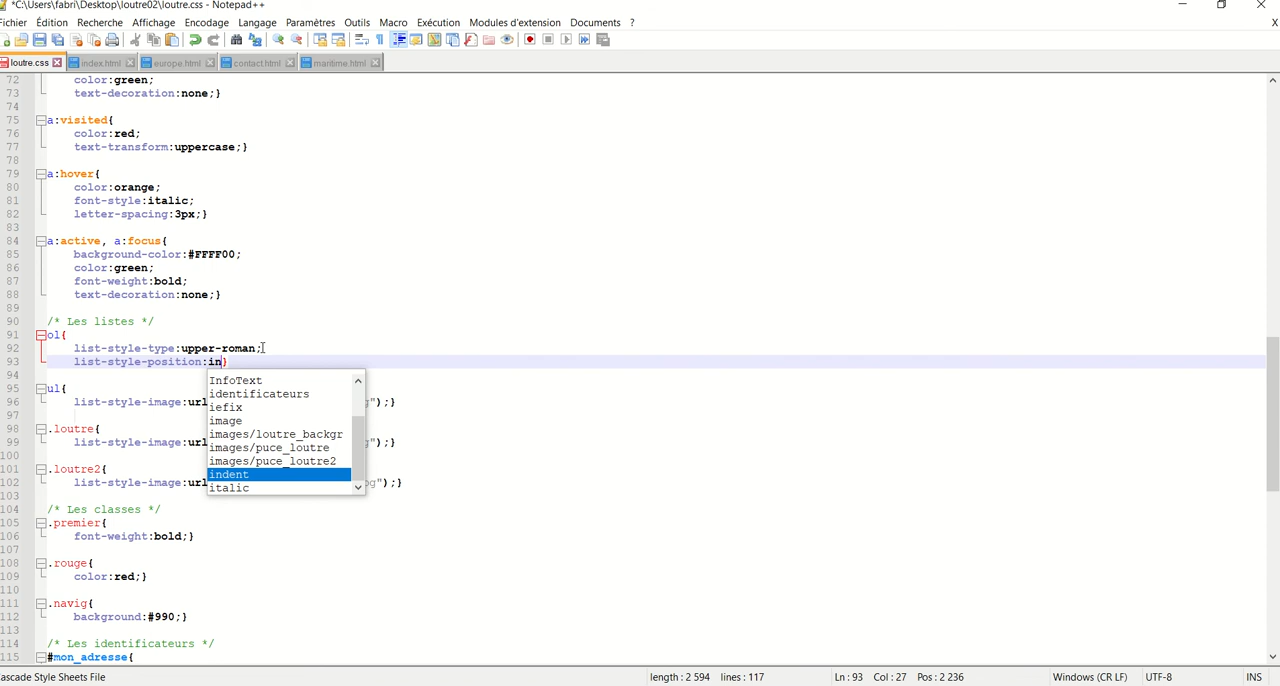 *C:\Users\fabri\Desktop\loutre02\loutre.css - Notepad++
Fichier Édition Recherche Affichage Encodage Langage Paramètres Outils Macro Exécution Modules d'extension Documents ? X
loutre.css index.html europe.html contact.html maritime.html
72 color:green;
73 text-decoration:none;}
74
75 a:visited{
76 color:red;
77 text-transform:uppercase;}
78
79 a:hover{
80 color:orange;
81 font-style:italic;
82 letter-spacing:3px;}
83
84 a:active, a:focus{
85 background-color:#FFFF00;
86 color:green;
87 font-weight:bold;
88 text-decoration:none;}
89
90 /* Les listes */
91 ol{
92 list-style-type:upper-roman;
93 list-style-position:in}
94
InfoText
95 ul{
identificateurs
96 list-style-image:url g");}
iefix
97
image
98 .loutre{
images/loutre_backgr
99 list-style-image:url g");}
images/puce_loutre
100
images/puce_loutre2
101 .loutre2{
indent
102 list-style-image:url pg");}
italic
103
104 /* Les classes */
105 .premier{
106 font-weight:bold;}
107
108 .rouge{
109 color:red;}
110
111 .navig{
112 background:#990;}
113
114 /* Les identificateurs */
115 #mon_adresse{
ascade Style Sheets File length : 2 594 lines : 117 Ln : 93 Col : 27 Pos : 2 236 Windows (CR LF) UTF-8 INS